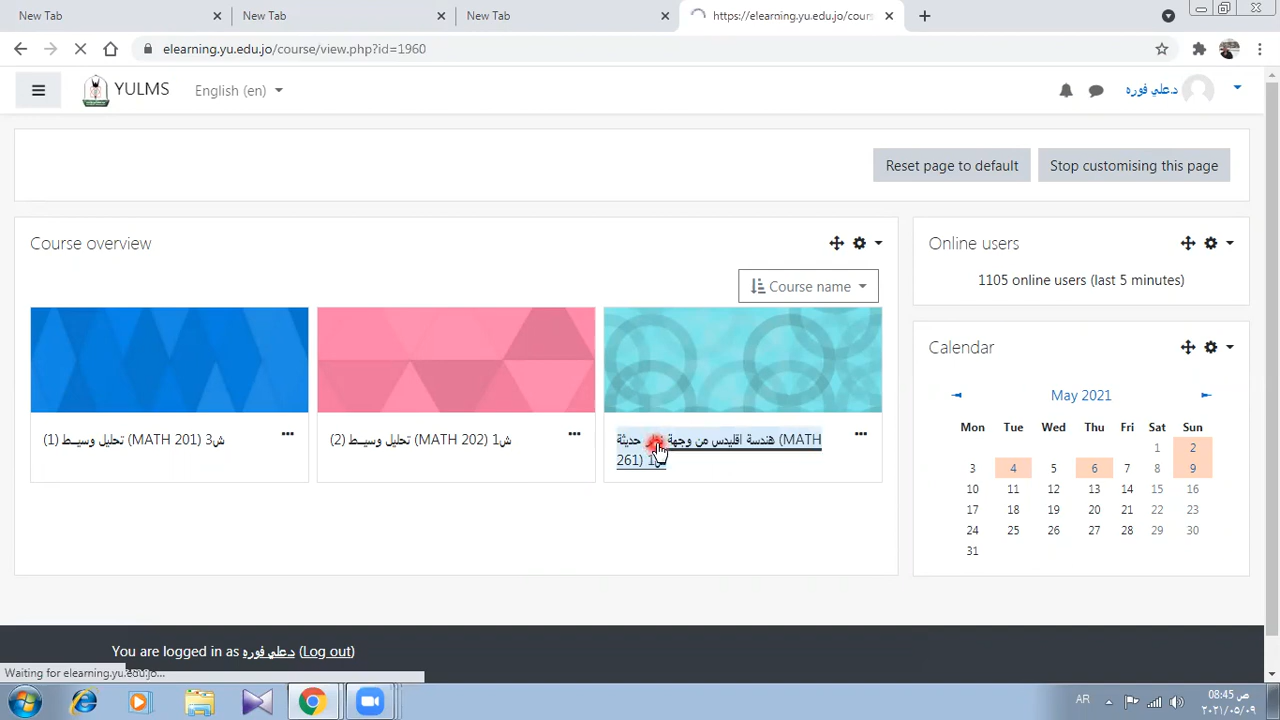 New Tab
New Tab
New Tab
https://elearning.yu.edu.jo/cours
elearning.yu.edu.jo/course/view.php?id=1960
YULMS
English (en)
د.علي فوره
Reset page to default
Stop customising this page
Course overview
Course name
ش3 (MATH 201) تحليل وسيـط (1)
ش1 (MATH 202) تحليل وسيـط (2)
هندسة اقليدس من وجهة حديثة (MATH
261) ش1
Online users
1105 online users (last 5 minutes)
Calendar
May 2021
Mon Tue Wed Thu Fri Sat Sun
1 2
3 4 5 6 7 8 9
10 11 12 13 14 15 16
17 18 19 20 21 22 23
24 25 26 27 28 29 30
31
You are logged in as د.علي فوره (Log out)
Waiting for elearning.yu.edu.jo...
AR
08:45 ص
٢٠٢١/٠٥/٠٩